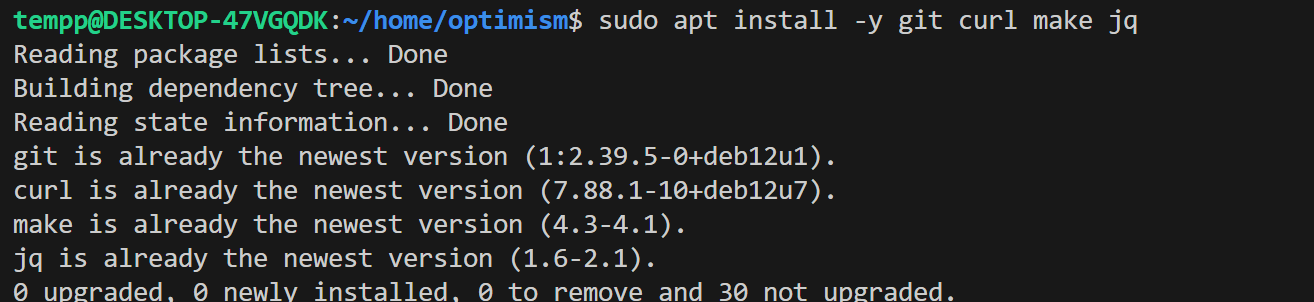 tempp@DESKTOP-47VGQDK:~/home/optimism$ sudo apt install -y git curl make jq
Reading package lists... Done
Building dependency tree... Done
Reading state information... Done
git is already the newest version (1:2.39.5-0+deb12u1).
curl is already the newest version (7.88.1-10+deb12u7).
make is already the newest version (4.3-4.1).
jq is already the newest version (1.6-2.1).
0 upgraded, 0 newly installed, 0 to remove and 30 not upgraded.